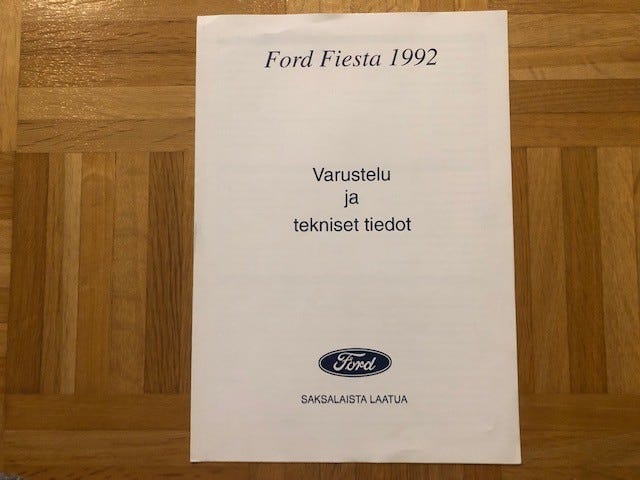 Ford Fiesta 1992
Varustelu
ja
tekniset tiedot
Ford
SAKSALAISTA LAATUA